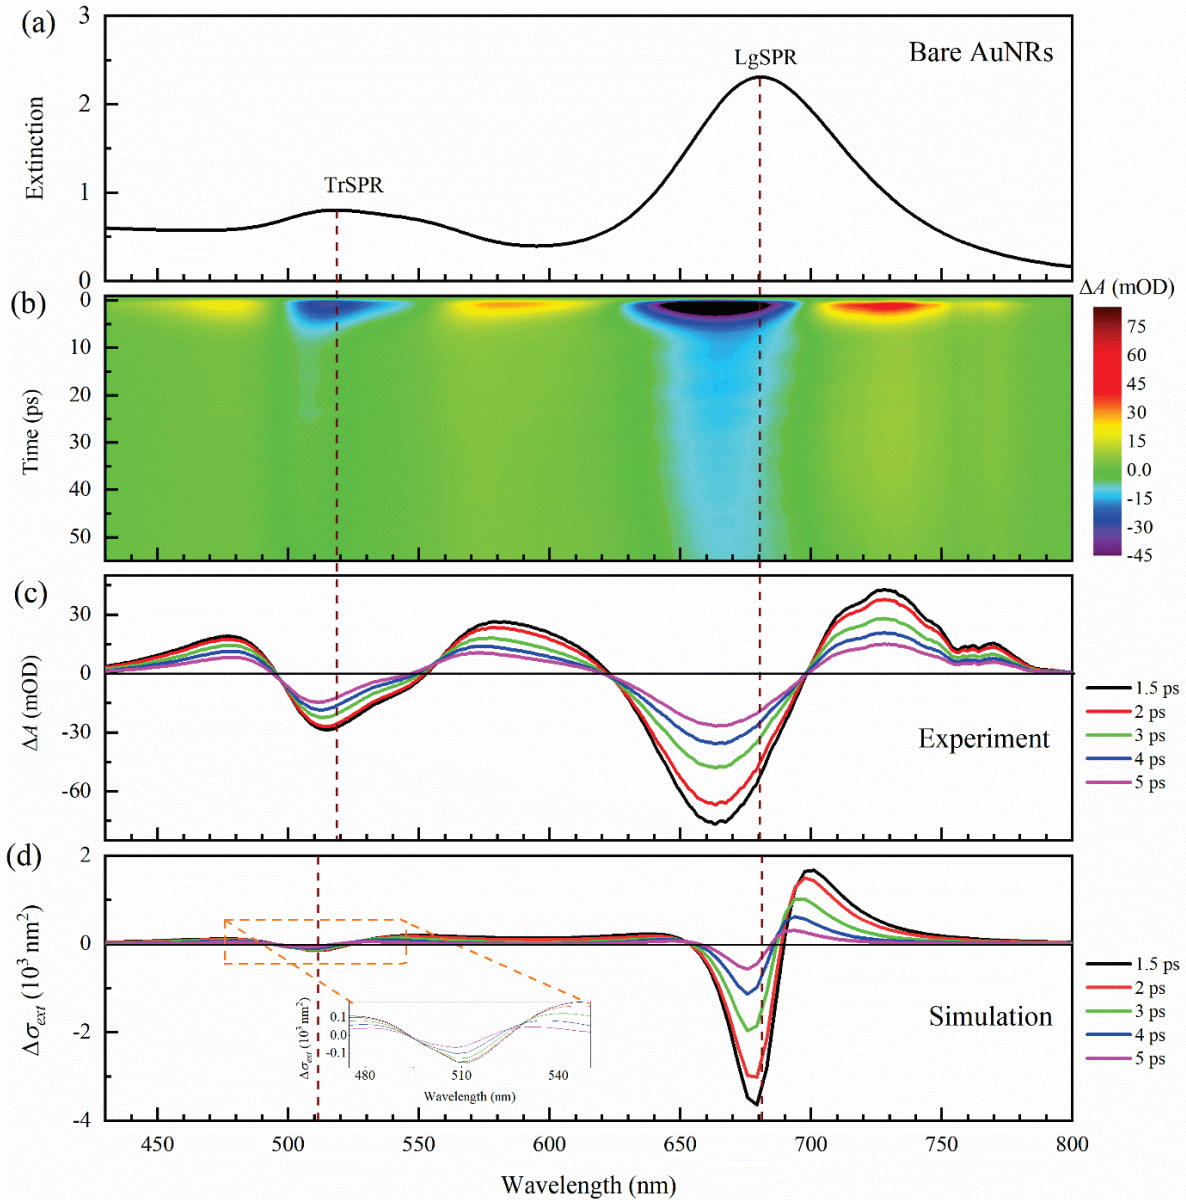 (a)
3
2
1
0
Extinction
Bare AuNRs
TrSPR
LgSPR
(b)
0
10
20
30
40
50
Time (ps)
ΔA (mOD)
75
60
45
30
15
0.0
-15
-30
-45
(c)
30
0
-30
-60
ΔA (mOD)
Experiment
1.5 ps
2 ps
3 ps
4 ps
5 ps
(d)
2
0
-2
-4
Δσext (10³ nm²)
Simulation
1.5 ps
2 ps
3 ps
4 ps
5 ps
Δσext (10³ nm²)
0.1
0.0
-0.1
480 510 540
Wavelength (nm)
450 500 550 600 650 700 750 800
Wavelength (nm)